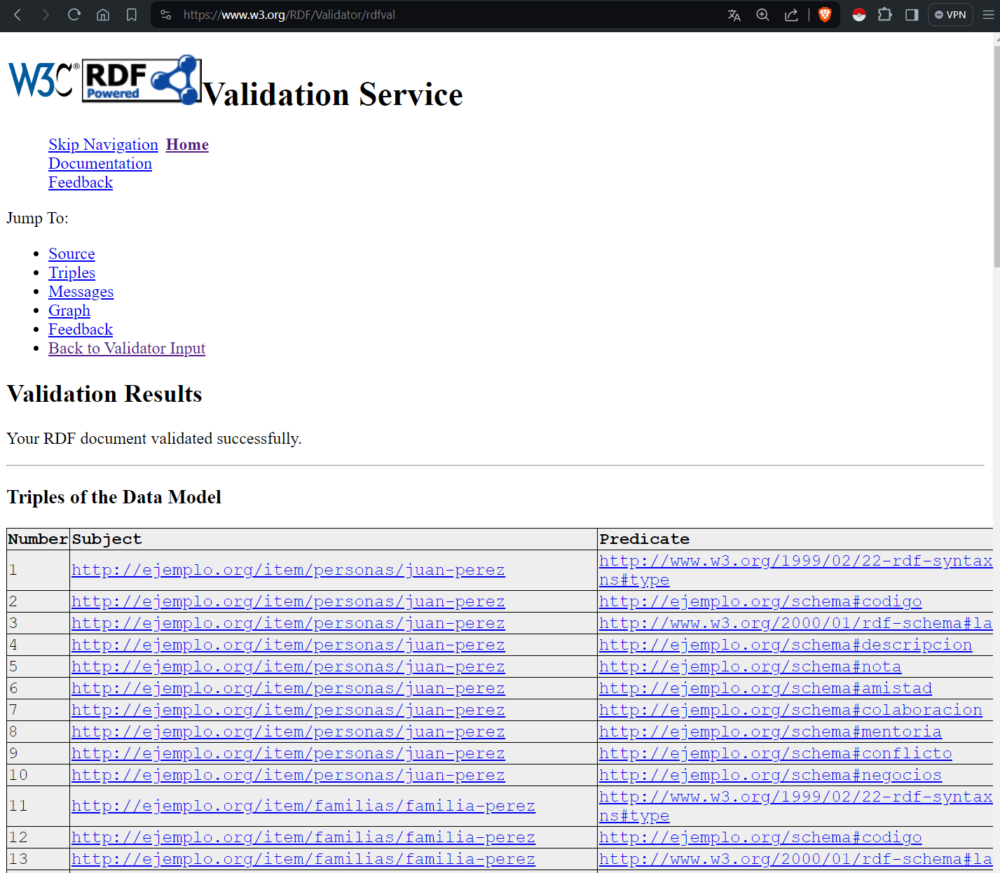 https://www.w3.org/RDF/Validator/rdfval
VPN
W3C® RDF Powered Validation Service
Skip Navigation Home
Documentation
Feedback
Jump To:
Source
Triples
Messages
Graph
Feedback
Back to Validator Input
Validation Results
Your RDF document validated successfully.
Triples of the Data Model
Number Subject Predicate
1 http://ejemplo.org/item/personas/juan-perez http://www.w3.org/1999/02/22-rdf-syntax
ns#type
2 http://ejemplo.org/item/personas/juan-perez http://ejemplo.org/schema#codigo
3 http://ejemplo.org/item/personas/juan-perez http://www.w3.org/2000/01/rdf-schema#la
4 http://ejemplo.org/item/personas/juan-perez http://ejemplo.org/schema#descripcion
5 http://ejemplo.org/item/personas/juan-perez http://ejemplo.org/schema#nota
6 http://ejemplo.org/item/personas/juan-perez http://ejemplo.org/schema#amistad
7 http://ejemplo.org/item/personas/juan-perez http://ejemplo.org/schema#colaboracion
8 http://ejemplo.org/item/personas/juan-perez http://ejemplo.org/schema#mentoria
9 http://ejemplo.org/item/personas/juan-perez http://ejemplo.org/schema#conflicto
10 http://ejemplo.org/item/personas/juan-perez http://ejemplo.org/schema#negocios
11 http://ejemplo.org/item/familias/familia-perez http://www.w3.org/1999/02/22-rdf-syntax
ns#type
12 http://ejemplo.org/item/familias/familia-perez http://ejemplo.org/schema#codigo
13 http://ejemplo.org/item/familias/familia-perez http://www.w3.org/2000/01/rdf-schema#la